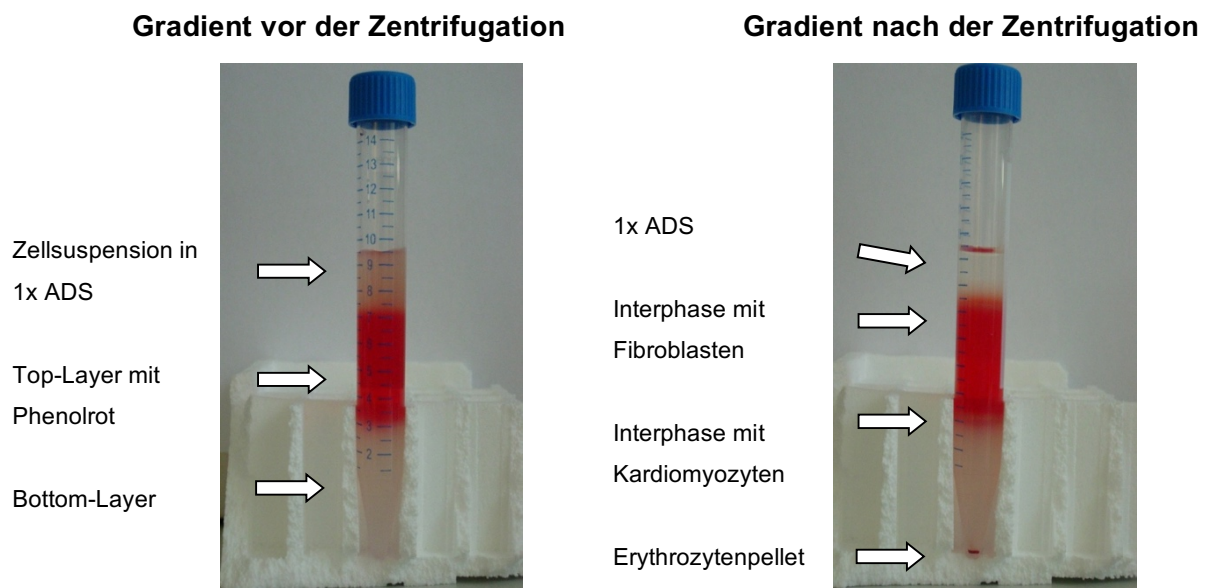 Gradient vor der Zentrifugation
Zellsuspension in
1x ADS
Top-Layer mit
Phenolrot
Bottom-Layer
14
13
12
11
10
9
8
7
5
4
3
2
Gradient nach der Zentrifugation
1x ADS
Interphase mit
Fibroblasten
Interphase mit
Kardiomyozyten
Erythrozytenpellet